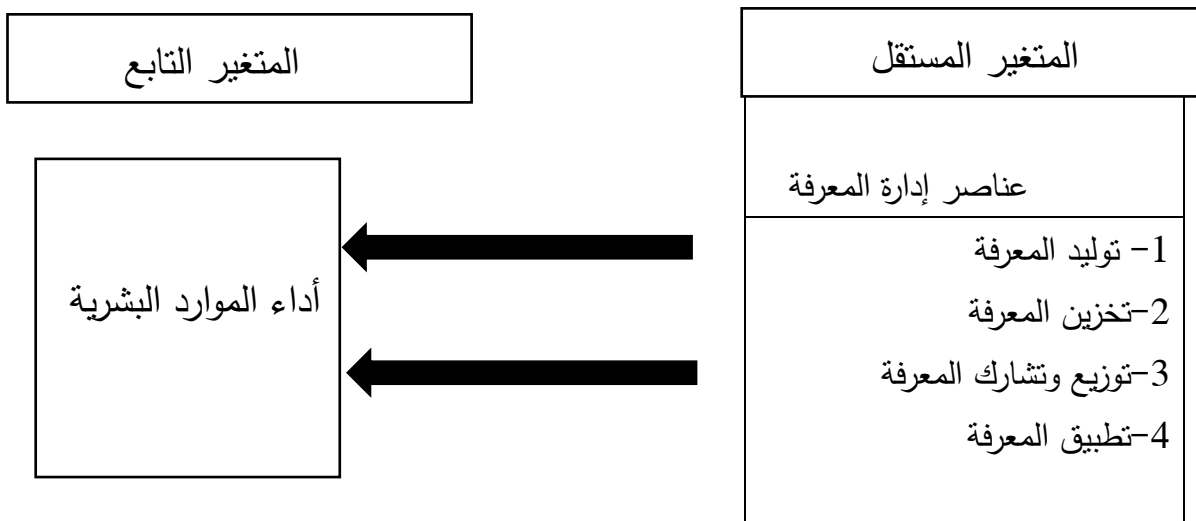 المتغير المستقل
المتغير التابع
عناصر إدارة المعرفة
1- توليد المعرفة
2-تخزين المعرفة
3-توزيع وتشارك المعرفة
4-تطبيق المعرفة
أداء الموارد البشرية